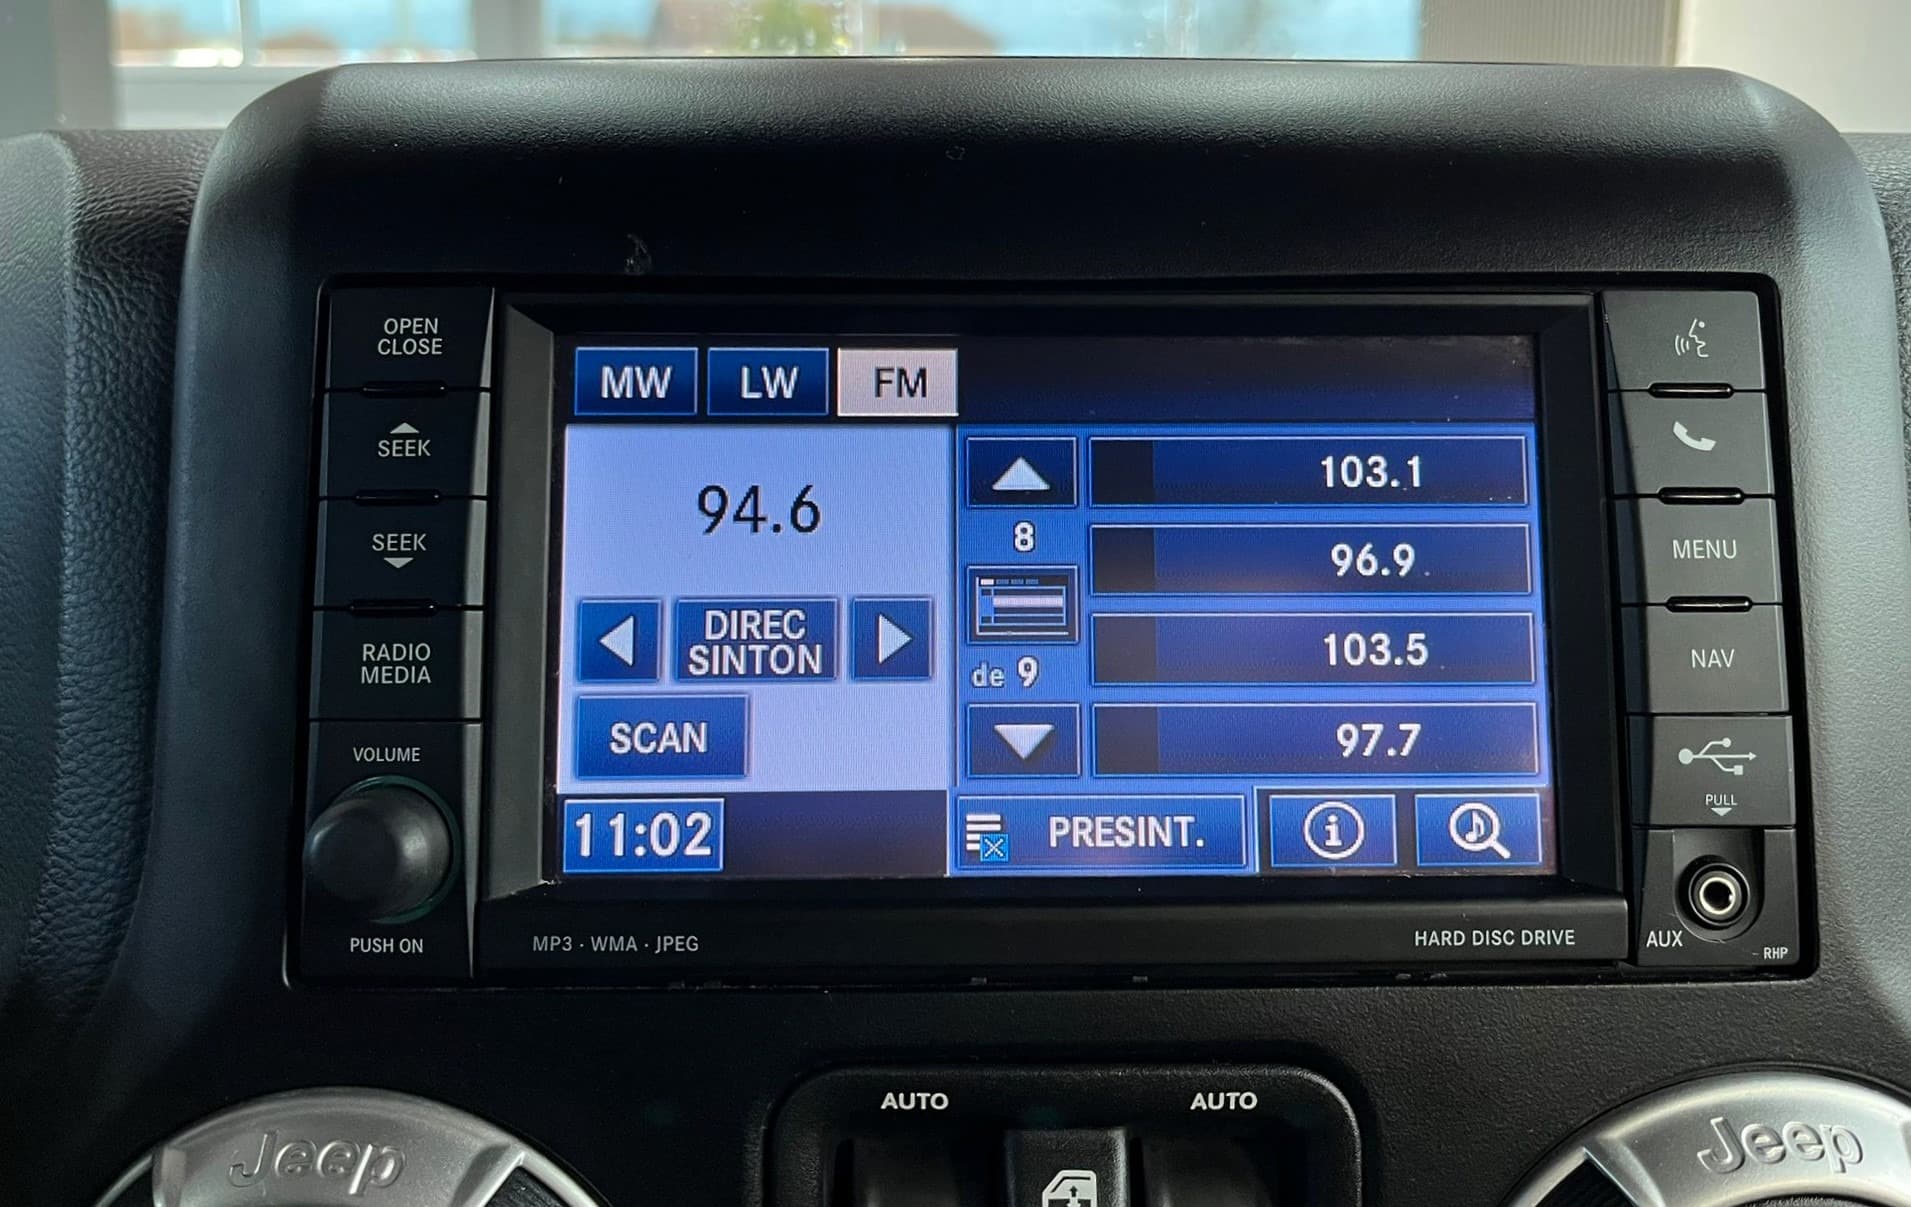 OPEN
CLOSE
SEEK
SEEK
RADIO
MEDIA
VOLUME
PUSH ON
MW LW FM
94.6
DIREC
SINTON
SCAN
11:02
8
de 9
103.1
96.9
103.5
97.7
PRESINT.
i
MP3 · WMA · JPEG
HARD DISC DRIVE
MENU
NAV
PULL
AUX
RHP
AUTO AUTO
Jeep
Jeep